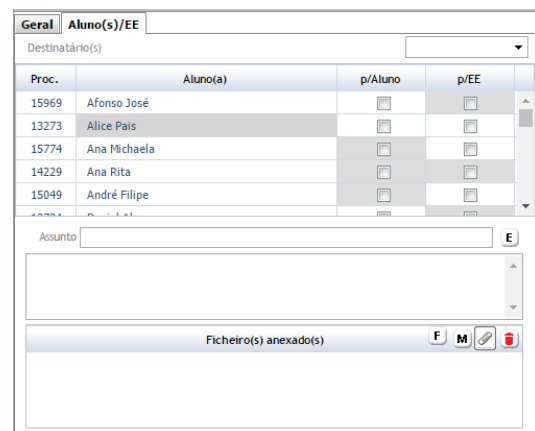 Geral Aluno(s)/EE
Destinatário(s)
Proc. Aluno(a) p/Aluno p/EE
15969 Afonso José
13273 Alice Pais
15774 Ana Michaela
14229 Ana Rita
15049 André Filipe
Assunto E
Ficheiro(s) anexado(s) F M